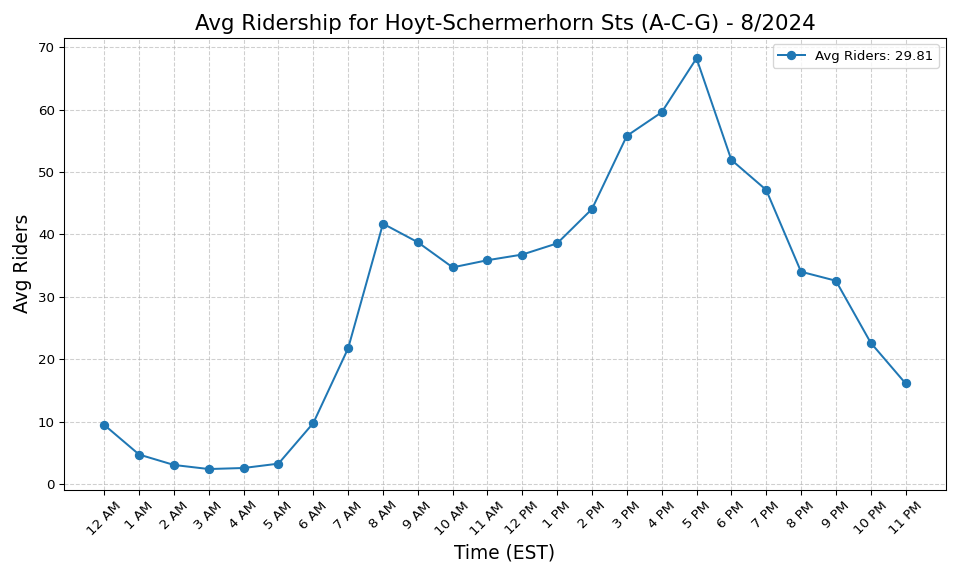 Avg Ridership for Hoyt-Schermerhorn Sts (A-C-G) - 8/2024
Avg Riders: 29.81
Avg Riders
70
60
50
40
30
20
10
0
12 AM
1 AM
2 AM
3 AM
4 AM
5 AM
6 AM
7 AM
8 AM
9 AM
10 AM
11 AM
12 PM
1 PM
2 PM
3 PM
4 PM
5 PM
6 PM
7 PM
8 PM
9 PM
10 PM
11 PM
Time (EST)